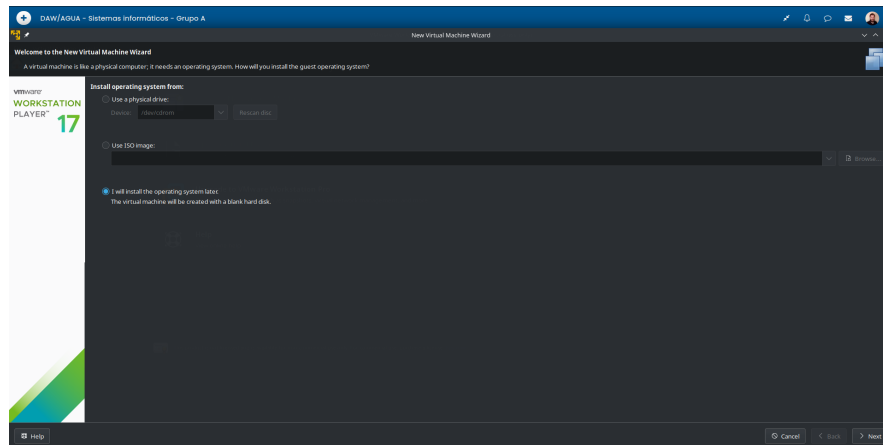 DAW/AGUA - Sistemas informáticos - Grupo A
New Virtual Machine Wizard
Welcome to the New Virtual Machine Wizard
A virtual machine is like a physical computer; it needs an operating system. How will you install the guest operating system?
vmware
WORKSTATION
PLAYER™
17
Install operating system from:
Use a physical drive:
Device: /dev/cdrom Rescan disc
Use ISO image:
Browse...
I will install the operating system later.
The virtual machine will be created with a blank hard disk.
Help Cancel Back Next